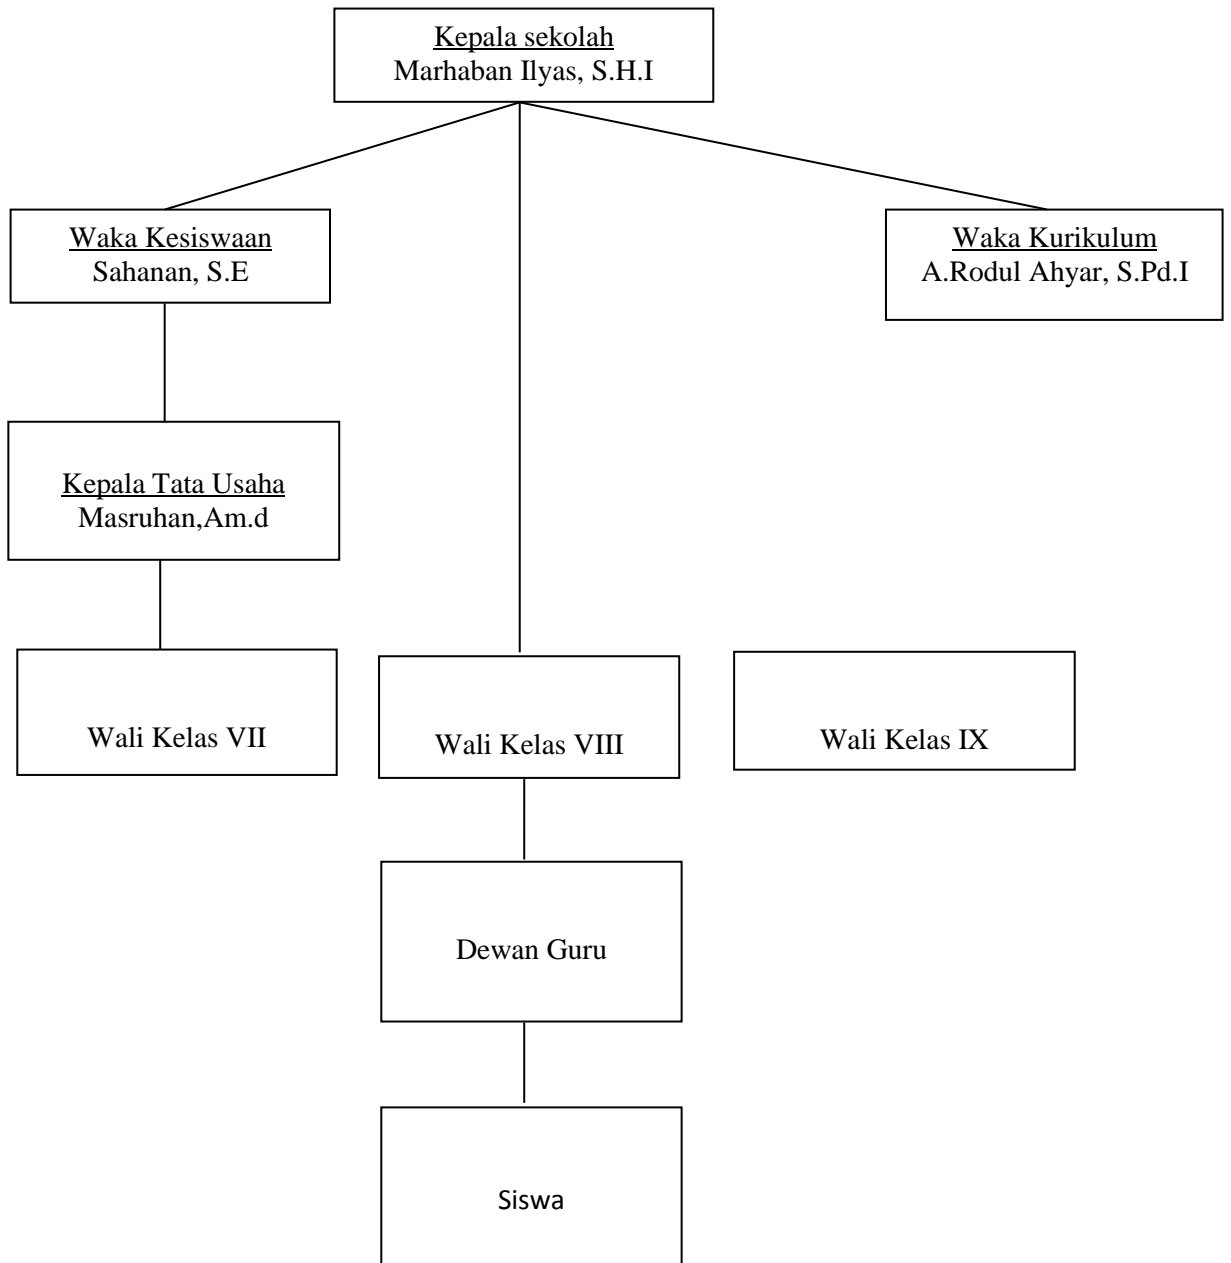 Kepala sekolah
Marhaban Ilyas, S.H.I
Waka Kesiswaan
Sahanan, S.E
Waka Kurikulum
A.Rodul Ahyar, S.Pd.I
Kepala Tata Usaha
Masruhan,Am.d
Wali Kelas VII
Wali Kelas VIII
Wali Kelas IX
Dewan Guru
Siswa